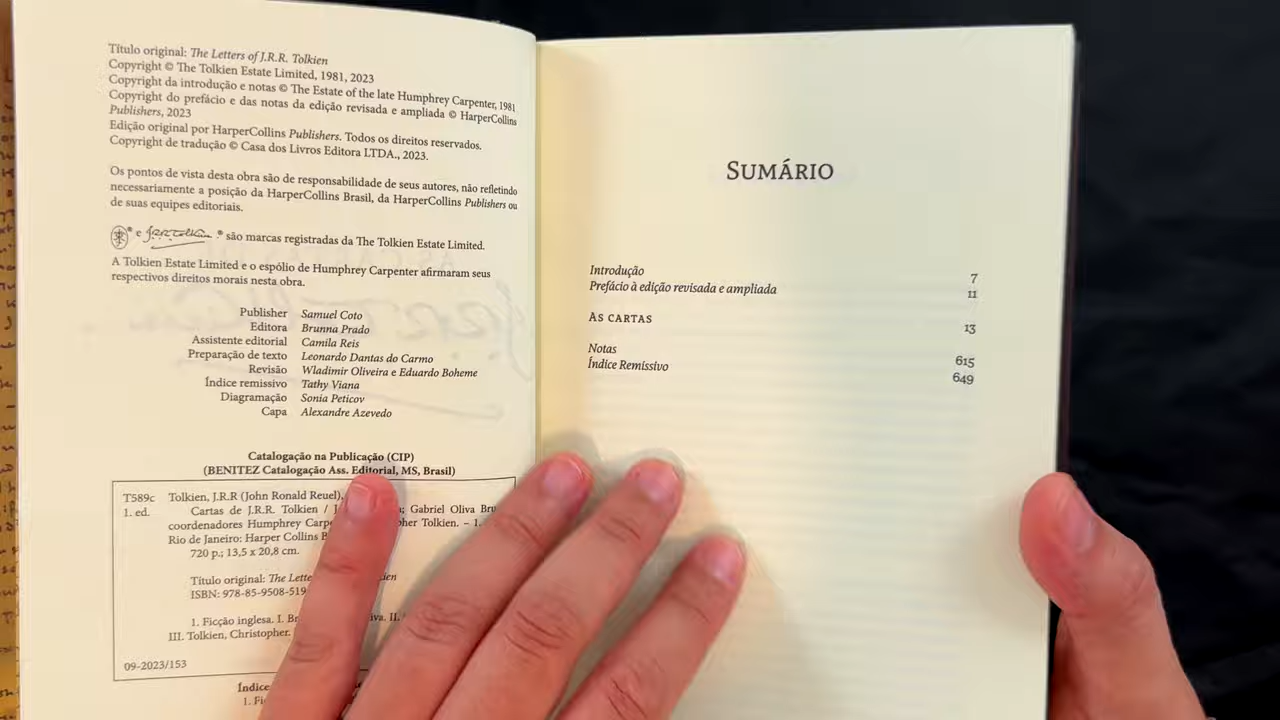 Título original: The Letters of J.R.R. Tolkien
Copyright © The Tolkien Estate Limited, 1981, 2023
Copyright da introdução e notas © The Estate of the late Humphrey Carpenter, 1981
Copyright do prefácio e das notas da edição revisada e ampliada © HarperCollins
Publishers, 2023
Edição original por HarperCollins Publishers. Todos os direitos reservados.
Copyright de tradução © Casa dos Livros Editora LTDA., 2023.
Os pontos de vista desta obra são de responsabilidade de seus autores, não refletindo
necessariamente a posição da HarperCollins Brasil, da HarperCollins Publishers ou
de suas equipes editoriais.
® e J.R.R. Tolkien ® são marcas registradas da The Tolkien Estate Limited.
A Tolkien Estate Limited e o espólio de Humphrey Carpenter afirmaram seus
respectivos direitos morais nesta obra.
Publisher Samuel Coto
Editora Brunna Prado
Assistente editorial Camila Reis
Preparação de texto Leonardo Dantas do Carmo
Revisão Wladimir Oliveira e Eduardo Boheme
Índice remissivo Tathy Viana
Diagramação Sonia Peticov
Capa Alexandre Azevedo
Catalogação na Publicação (CIP)
(BENITEZ Catalogação Ass. Editorial, MS, Brasil)
T589c Tolkien, J.R.R (John Ronald Reuel),
1. ed. Cartas de J.R.R. Tolkien / Gabriel Oliva
coordenadores Humphrey Tolkien. – 1.
Rio de Janeiro: Harper Collins
720 p.; 13,5 x 20,8 cm.
Título original: The
ISBN: 978-85-9508-519
1. Ficção inglesa. I. II.
III. Tolkien, Christopher.
09-2023/153
1.
SUMÁRIO
Introdução 7
Prefácio à edição revisada e ampliada 11
AS CARTAS 13
Notas 615
Índice Remissivo 649